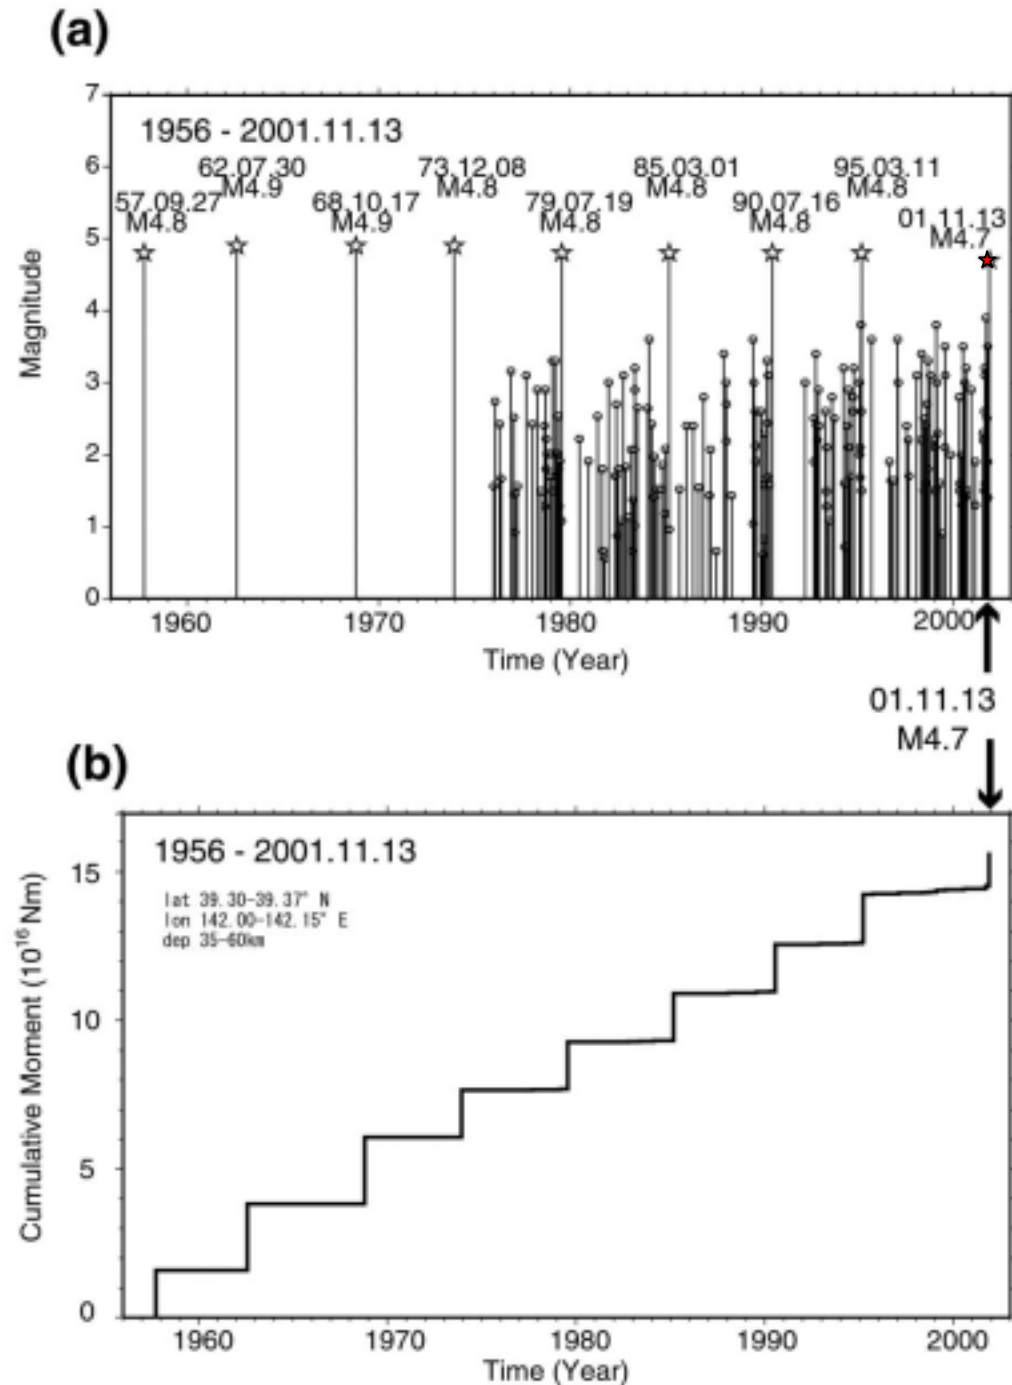 (a)
7
6
5
4
3
2
1
0
Magnitude
1956 - 2001.11.13
57.09.27
M4.8
62.07.30
M4.9
68.10.17
M4.9
73.12.08
M4.8
79.07.19
M4.8
85.03.01
M4.8
90.07.16
M4.8
95.03.11
M4.8
01.11.13
M4.7
1960 1970 1980 1990 2000
Time (Year)
01.11.13
M4.7
(b)
15
10
5
0
Cumulative Moment (10¹⁶ Nm)
1956 - 2001.11.13
lat 39.30-39.37° N
lon 142.00-142.15° E
dep 35-60km
1960 1970 1980 1990 2000
Time (Year)